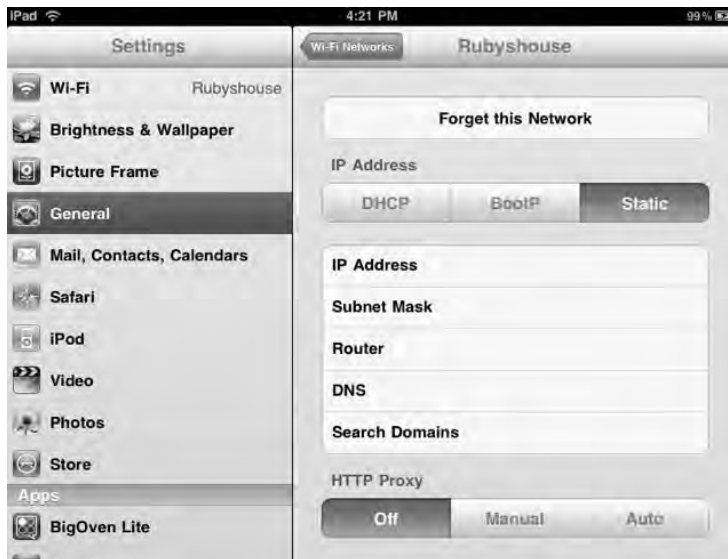 iPad 4:21 PM 99%
Settings
Wi-Fi Networks Rubyshouse
Wi-Fi Rubyshouse
Brightness & Wallpaper
Picture Frame
General
Mail, Contacts, Calendars
Safari
iPod
Video
Photos
Store
Apps
BigOven Lite
Forget this Network
IP Address
DHCP BootP Static
IP Address
Subnet Mask
Router
DNS
Search Domains
HTTP Proxy
Off Manual Auto